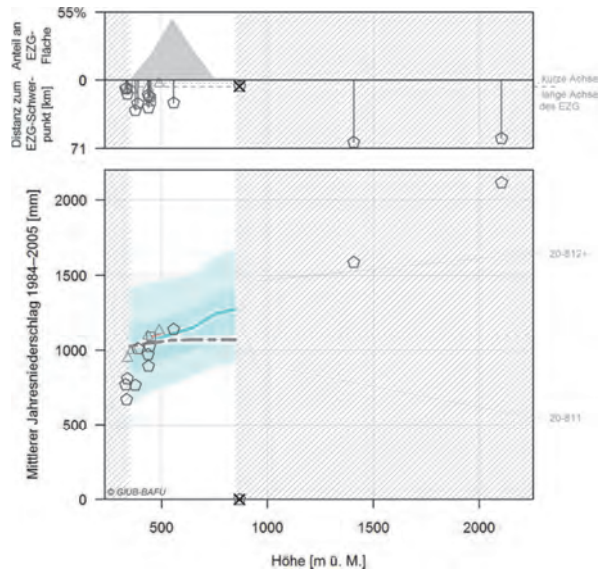 55%
Anteil an
EZG-
Fläche
0
Distanz zum
EZG-Schwer-
punkt [km]
71
kurze Achse
lange Achse
des EZG
Mittlerer Jahresniederschlag 1984–2005 [mm]
2000
1500
1000
500
0
20-812+
20-811
© GIUB-BAFU
500
1000
1500
2000
Höhe [m ü. M.]